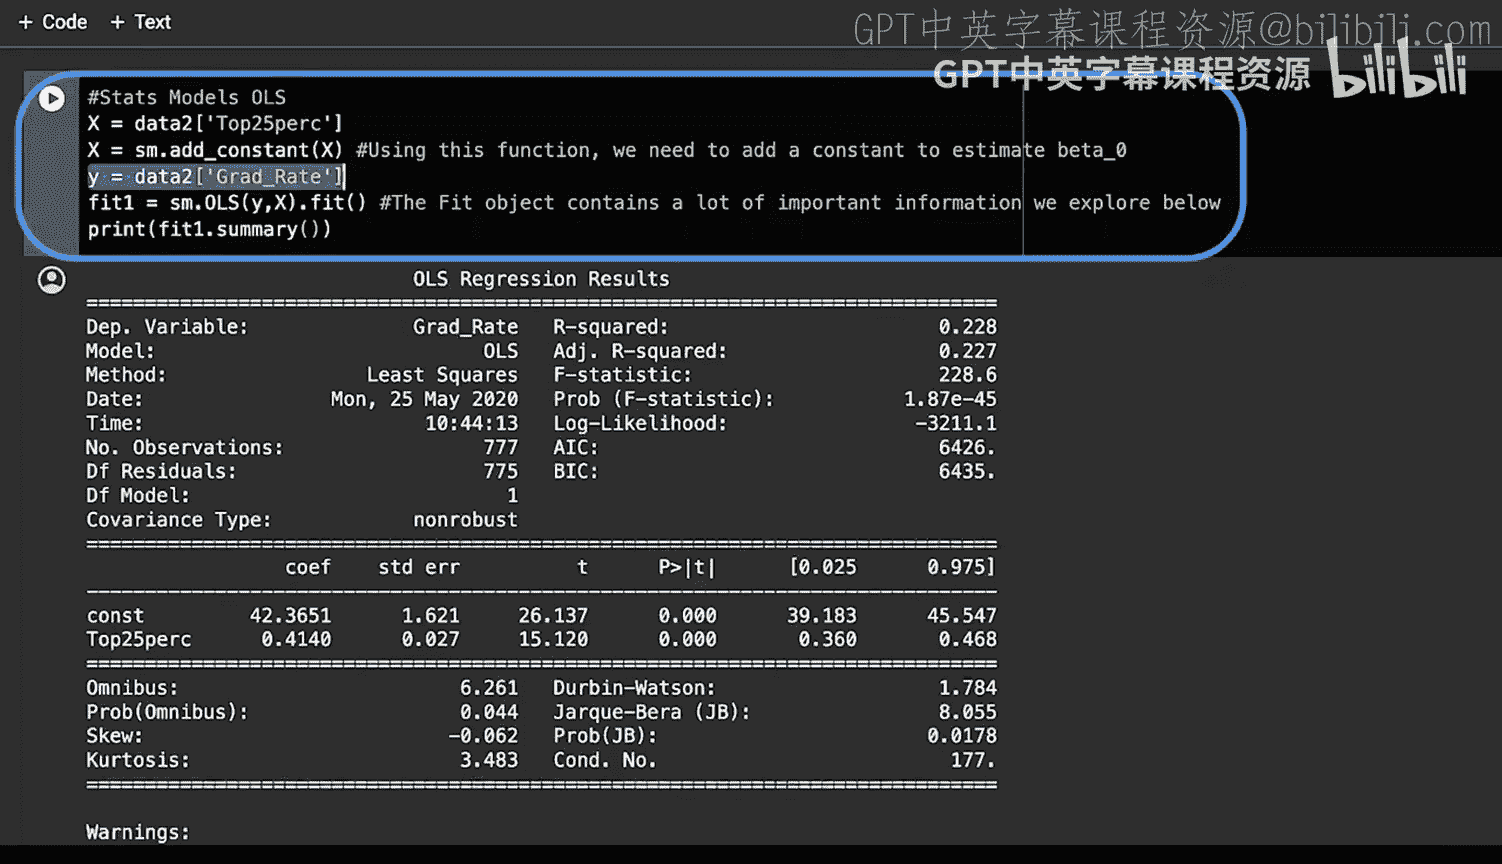 + Code + Text
GPT中英字幕课程资源@bilibili.com
GPT中英字幕课程资源 bilibili
#Stats Models OLS
X = data2['Top25perc']
X = sm.add_constant(X) #Using this function, we need to add a constant to estimate beta_0
y = data2['Grad_Rate']
fit1 = sm.OLS(y,X).fit() #The Fit object contains a lot of important information we explore below
print(fit1.summary())
OLS Regression Results
==============================================================================
Dep. Variable: Grad_Rate R-squared: 0.228
Model: OLS Adj. R-squared: 0.227
Method: Least Squares F-statistic: 228.6
Date: Mon, 25 May 2020 Prob (F-statistic): 1.87e-45
Time: 10:44:13 Log-Likelihood: -3211.1
No. Observations: 777 AIC: 6426.
Df Residuals: 775 BIC: 6435.
Df Model: 1
Covariance Type: nonrobust
==============================================================================
coef std err t P>|t| [0.025 0.975]
------------------------------------------------------------------------------
const 42.3651 1.621 26.137 0.000 39.183 45.547
Top25perc 0.4140 0.027 15.120 0.000 0.360 0.468
==============================================================================
Omnibus: 6.261 Durbin-Watson: 1.784
Prob(Omnibus): 0.044 Jarque-Bera (JB): 8.055
Skew: -0.062 Prob(JB): 0.0178
Kurtosis: 3.483 Cond. No. 177.
==============================================================================
Warnings: